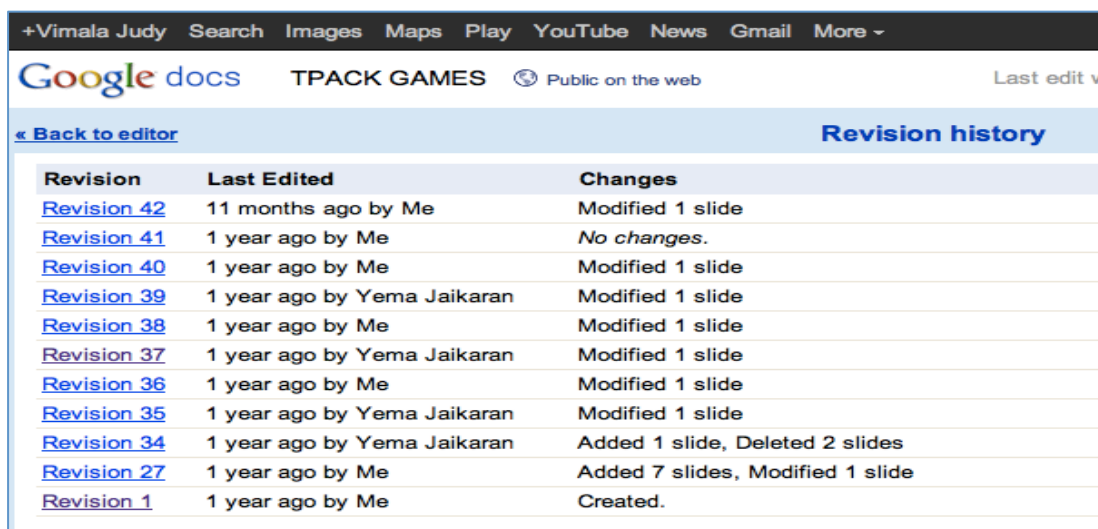 +Vimala Judy Search Images Maps Play YouTube News Gmail More
Google docs TPACK GAMES Public on the web Last edit
« Back to editor Revision history
Revision Last Edited Changes
Revision 42 11 months ago by Me Modified 1 slide
Revision 41 1 year ago by Me No changes.
Revision 40 1 year ago by Me Modified 1 slide
Revision 39 1 year ago by Yema Jaikaran Modified 1 slide
Revision 38 1 year ago by Me Modified 1 slide
Revision 37 1 year ago by Yema Jaikaran Modified 1 slide
Revision 36 1 year ago by Me Modified 1 slide
Revision 35 1 year ago by Yema Jaikaran Modified 1 slide
Revision 34 1 year ago by Yema Jaikaran Added 1 slide, Deleted 2 slides
Revision 27 1 year ago by Me Added 7 slides, Modified 1 slide
Revision 1 1 year ago by Me Created.